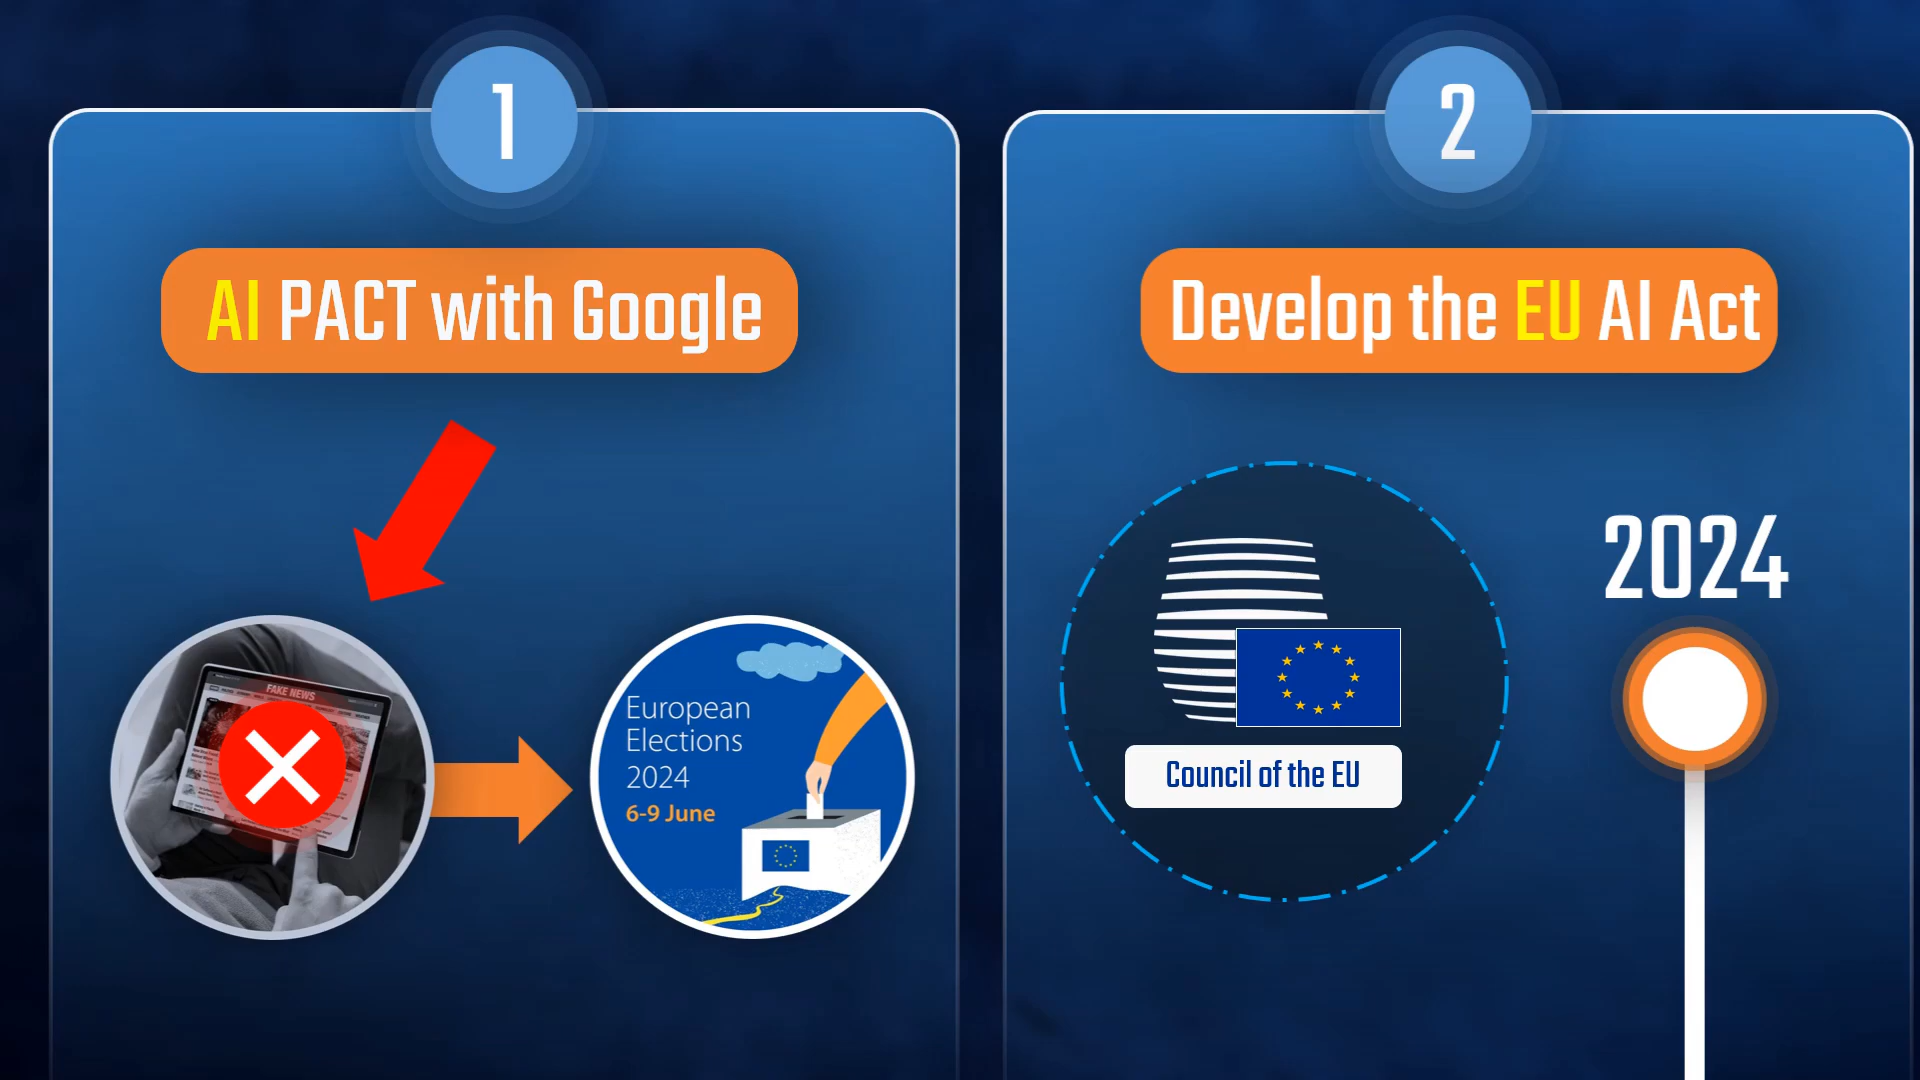 1
AI PACT with Google
FAKE NEWS
European
Elections
2024
6-9 June
2
Develop the EU AI Act
2024
Council of the EU